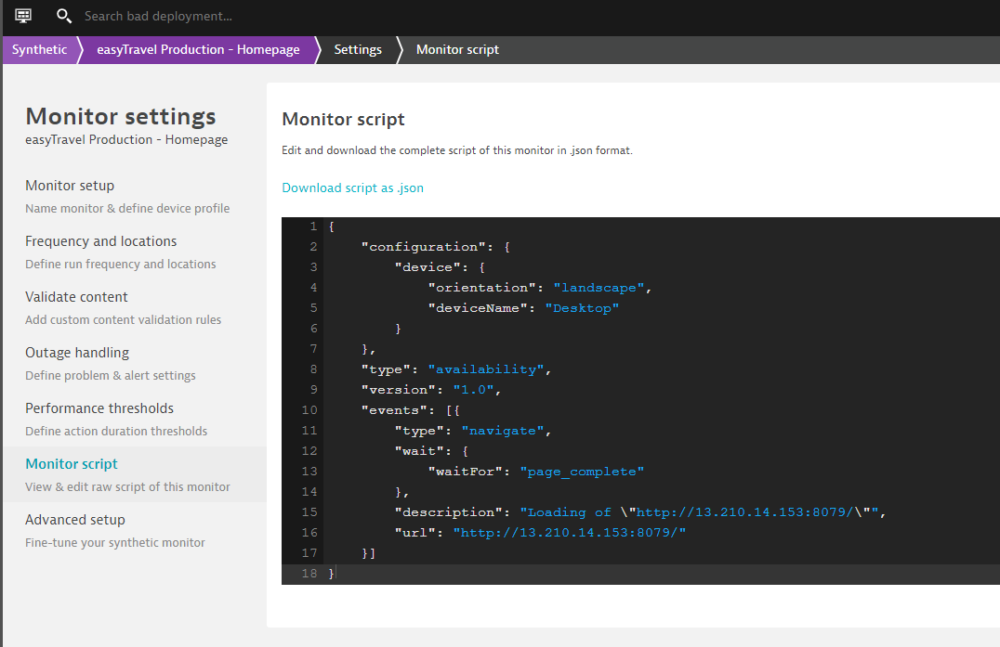 Search bad deployment...
Synthetic easyTravel Production - Homepage Settings Monitor script
Monitor settings
easyTravel Production - Homepage
Monitor setup
Name monitor & define device profile
Frequency and locations
Define run frequency and locations
Validate content
Add custom content validation rules
Outage handling
Define problem & alert settings
Performance thresholds
Define action duration thresholds
Monitor script
View & edit raw script of this monitor
Advanced setup
Fine-tune your synthetic monitor
Monitor script
Edit and download the complete script of this monitor in .json format.
Download script as .json
1 {
2 "configuration": {
3 "device": {
4 "orientation": "landscape",
5 "deviceName": "Desktop"
6 }
7 },
8 "type": "availability",
9 "version": "1.0",
10 "events": [{
11 "type": "navigate",
12 "wait": {
13 "waitFor": "page_complete"
14 },
15 "description": "Loading of \"http://13.210.14.153:8079/\"",
16 "url": "http://13.210.14.153:8079/"
17 }]
18 }